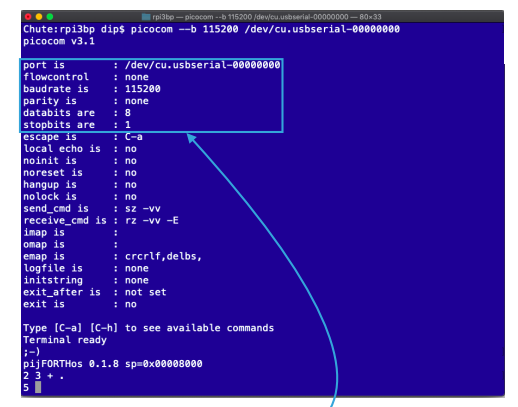 rpi3bp — picocom --b 115200 /dev/cu.usbserial-00000000 — 80×33
Chute:rpi3bp dip$ picocom --b 115200 /dev/cu.usbserial-00000000
picocom v3.1
port is        : /dev/cu.usbserial-00000000
flowcontrol    : none
baudrate is    : 115200
parity is      : none
databits are   : 8
stopbits are   : 1
escape is      : C-a
local echo is  : no
noinit is      : no
noreset is     : no
hangup is      : no
nolock is      : no
send_cmd is    : sz -vv
receive_cmd is : rz -vv -E
imap is        :
omap is        :
emap is        : crcrlf,delbs,
logfile is     : none
initstring     : none
exit_after is  : not set
exit is        : no
Type [C-a] [C-h] to see available commands
Terminal ready
;-)
pijFORTHos 0.1.8 sp=0x00008000
2 3 + .
5